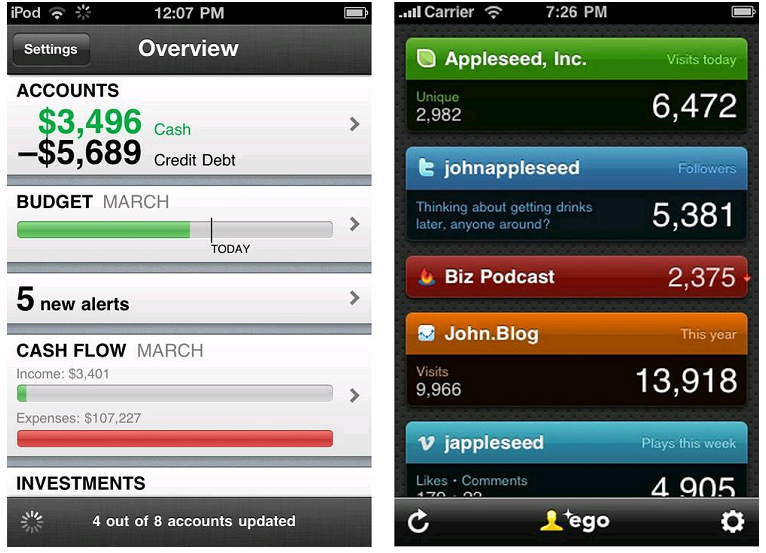 iPod 12:07 PM
Settings Overview
ACCOUNTS
$3,496 Cash
–$5,689 Credit Debt
BUDGET MARCH
TODAY
5 new alerts
CASH FLOW MARCH
Income: $3,401
Expenses: $107,227
INVESTMENTS
4 out of 8 accounts updated
Carrier 7:26 PM
Appleseed, Inc. Visits today
Unique
2,982 6,472
johnappleseed Followers
Thinking about getting drinks
later, anyone around? 5,381
Biz Podcast 2,375
John.Blog This year
Visits
9,966 13,918
jappleseed Plays this week
Likes • Comments
4,905
ego